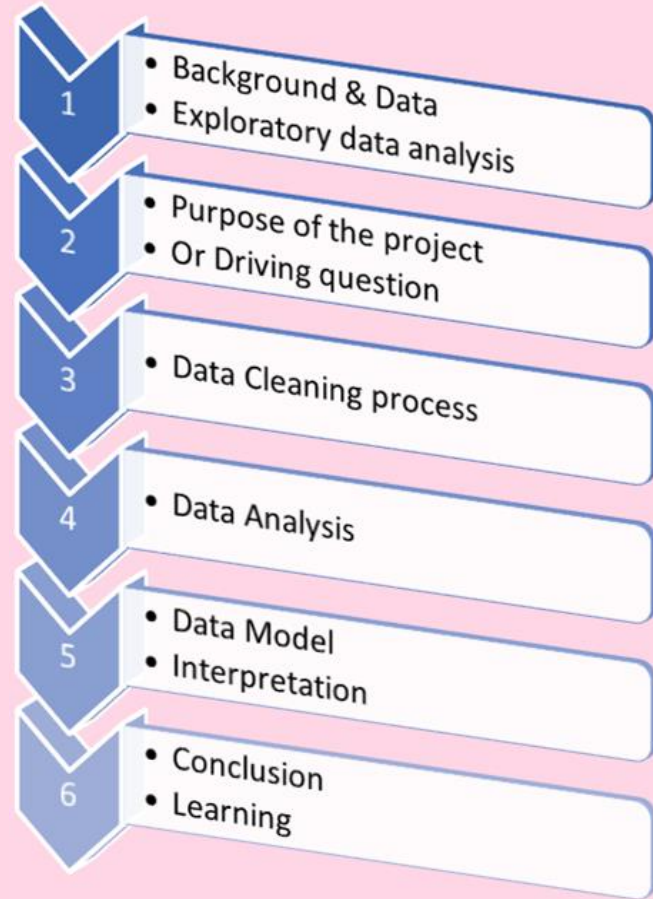 1
• Background & Data
• Exploratory data analysis
2
• Purpose of the project
• Or Driving question
3
• Data Cleaning process
4
• Data Analysis
5
• Data Model
• Interpretation
6
• Conclusion
• Learning